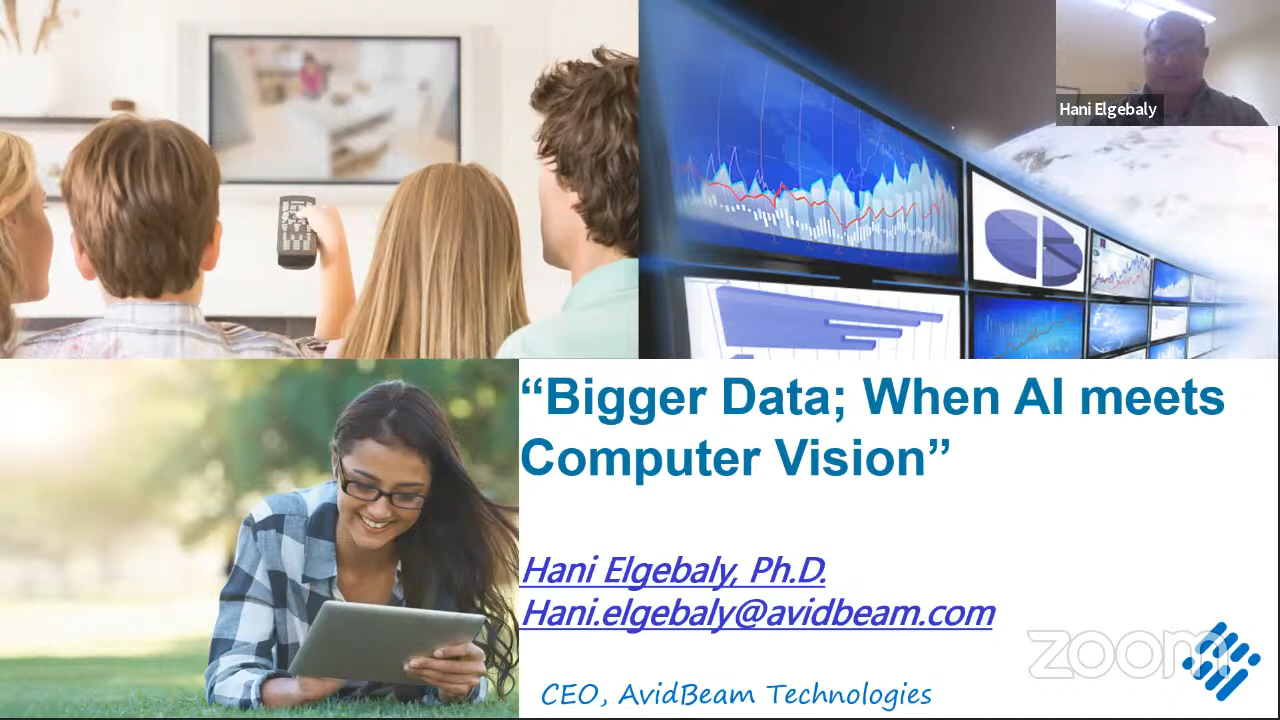 Hani Elgebaly
“Bigger Data; When AI meets
Computer Vision”
Hani Elgebaly, Ph.D.
Hani.elgebaly@avidbeam.com
zoom
CEO, AvidBeam Technologies